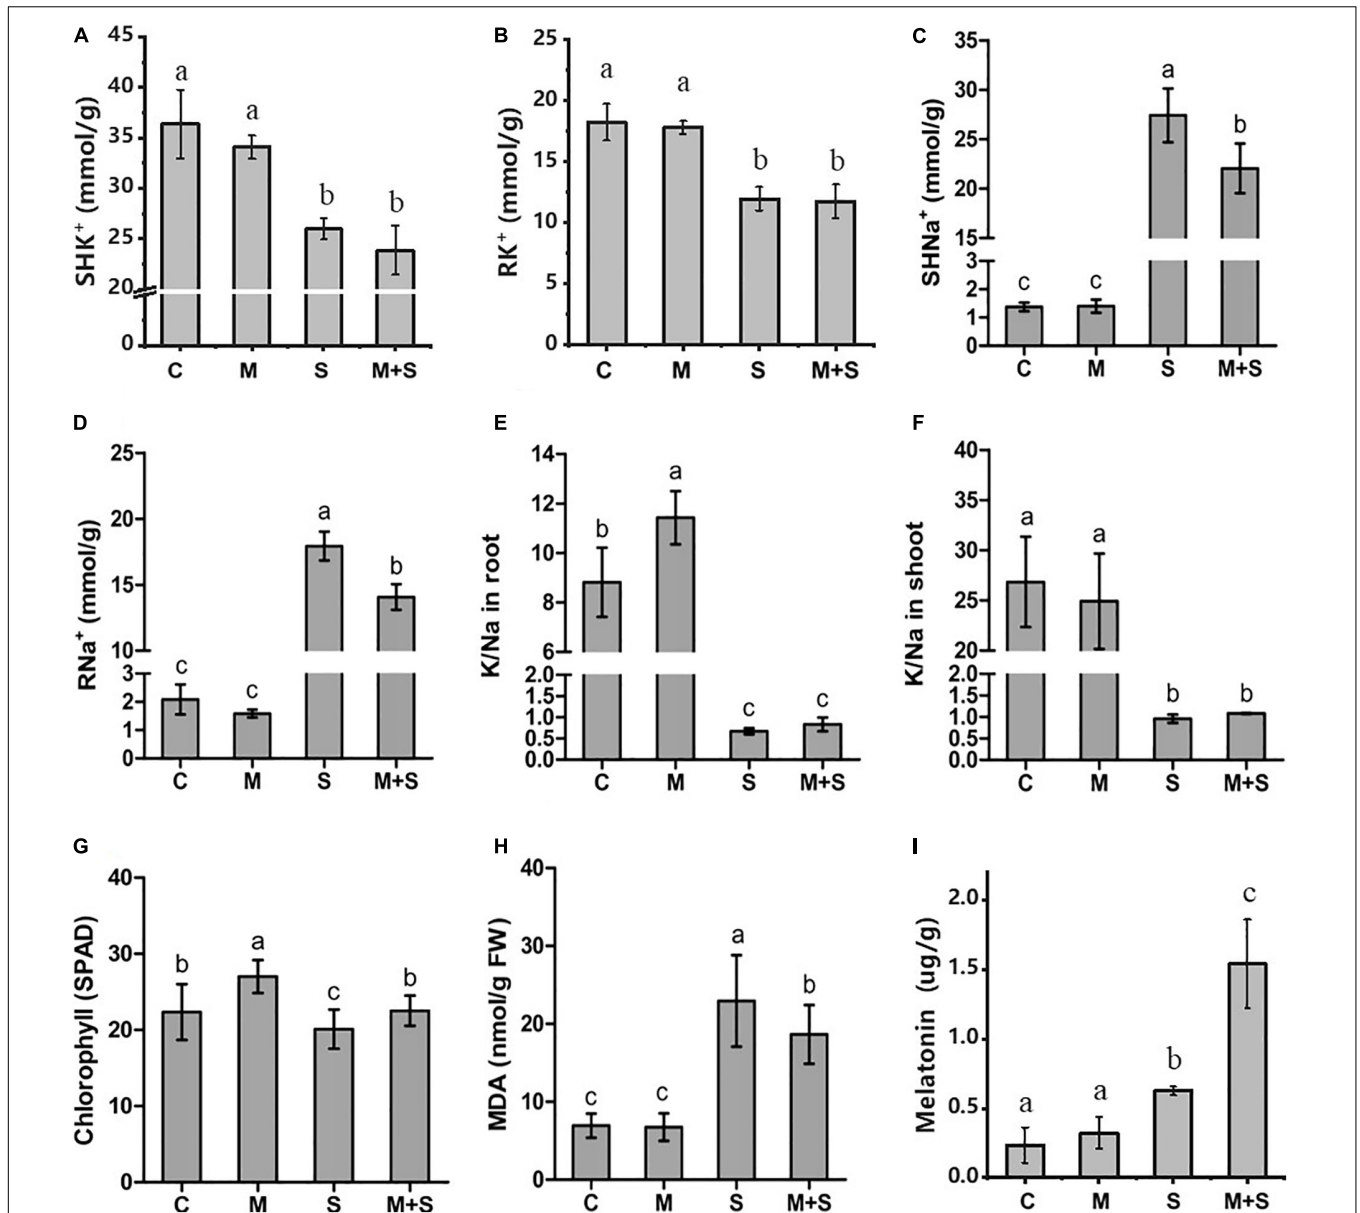 A
SHK+ (mmol/g)
45
40
35
30
25
20
0
a
a
b
b
C M S M+S
B
RK+ (mmol/g)
25
20
15
10
5
0
a
a
b
b
C M S M+S
C
SHNa+ (mmol/g)
35
30
25
20
15
3
2
1
0
c
c
a
b
C M S M+S
D
RNa+ (mmol/g)
25
20
15
10
3
2
1
0
c
c
a
b
C M S M+S
E
K/Na in root
14
12
10
8
6
2.0
1.5
1.0
0.5
0.0
b
a
c
c
C M S M+S
F
K/Na in shoot
40
35
30
25
20
2.0
1.5
1.0
0.5
0.0
a
a
b
b
C M S M+S
G
Chlorophyll (SPAD)
40
30
20
10
0
b
a
c
b
C M S M+S
H
MDA (nmol/g FW)
40
30
20
10
0
c
c
a
b
C M S M+S
I
Melatonin (ug/g)
2.0
1.5
1.0
0.5
0.0
a
a
b
c
C M S M+S